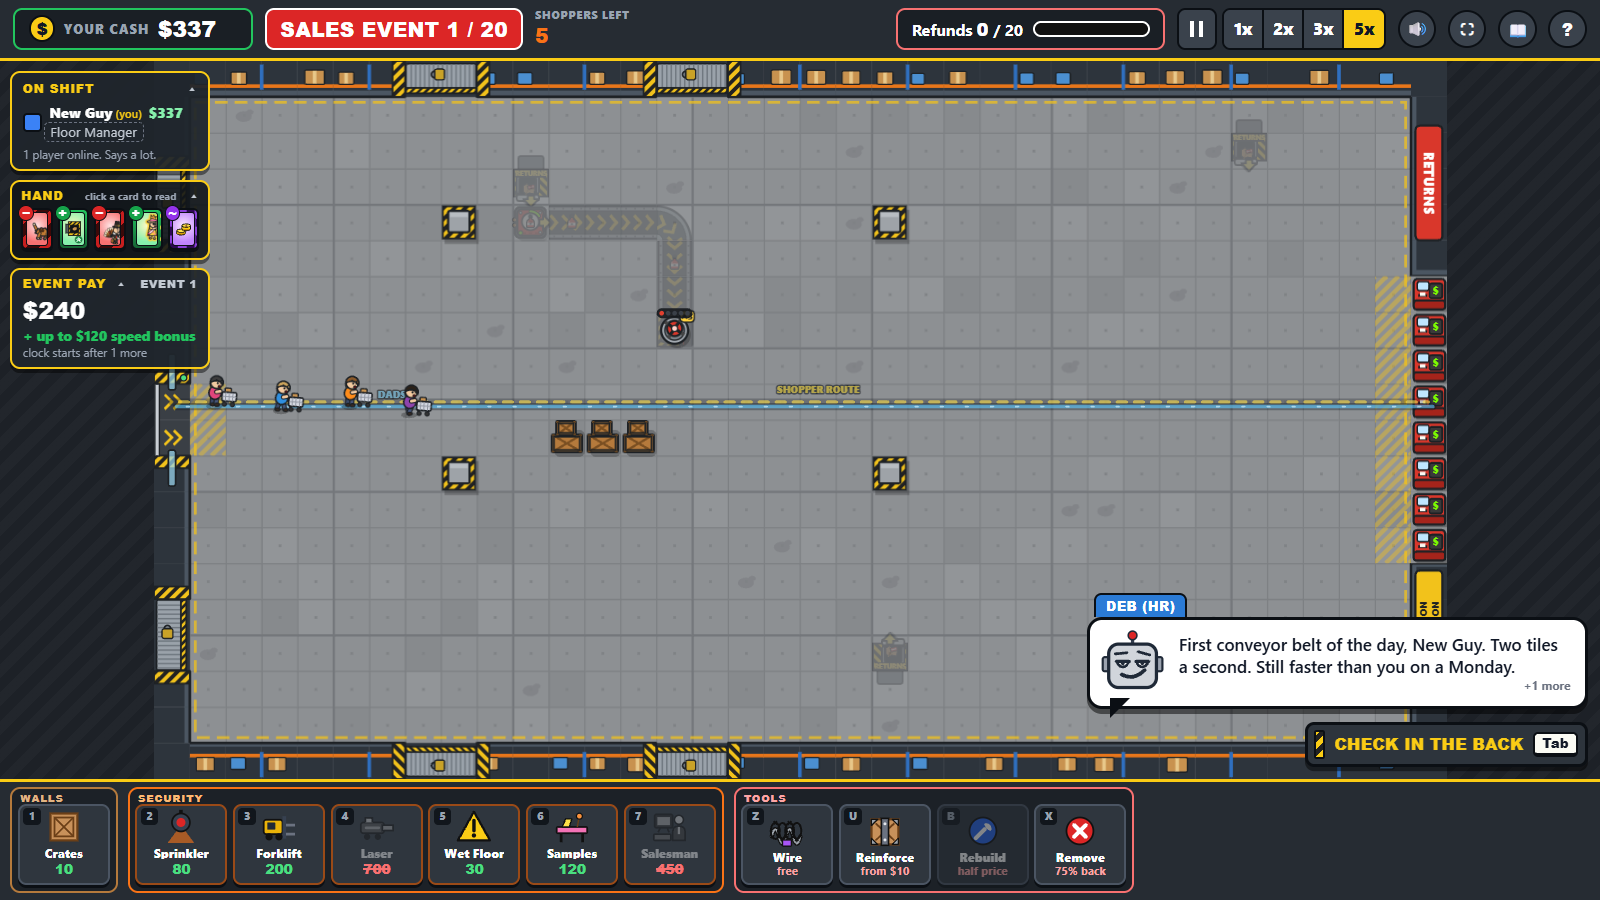 YOUR CASH $337
SALES EVENT 1 / 20
SHOPPERS LEFT
5
Refunds 0 / 20
1x 2x 3x 5x
?
ON SHIFT
New Guy (you) $337
Floor Manager
1 player online. Says a lot.
HAND click a card to read
EVENT PAY EVENT 1
$240
+ up to $120 speed bonus
clock starts after 1 more
RETURNS
RETURNS
RETURNS
DADS
SHOPPER ROUTE
RETURNS
DEB (HR)
First conveyor belt of the day, New Guy. Two tiles
a second. Still faster than you on a Monday.
+1 more
CHECK IN THE BACK Tab
WALLS
1
Crates
10
SECURITY
2
Sprinkler
80
3
Forklift
200
4
Laser
700
5
Wet Floor
30
6
Samples
120
7
Salesman
450
TOOLS
Z
Wire
free
U
Reinforce
from $10
B
Rebuild
half price
X
Remove
75% back